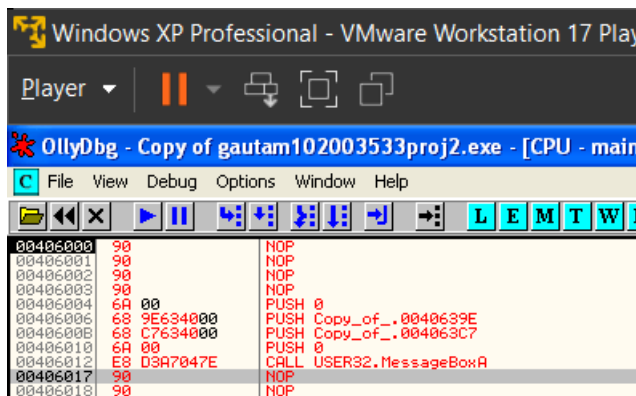 Windows XP Professional - VMware Workstation 17 Play
Player
OllyDbg - Copy of gautam102003533proj2.exe - [CPU - main
C File View Debug Options Window Help
L E M T W
00406000 90 NOP
00406001 90 NOP
00406002 90 NOP
00406003 90 NOP
00406004 6A 00 PUSH 0
00406006 68 9E634000 PUSH Copy_of_.0040639E
0040600B 68 C7634000 PUSH Copy_of_.004063C7
00406010 6A 00 PUSH 0
00406012 E8 D3A7047E CALL USER32.MessageBoxA
00406017 90 NOP
00406018 90 NOP